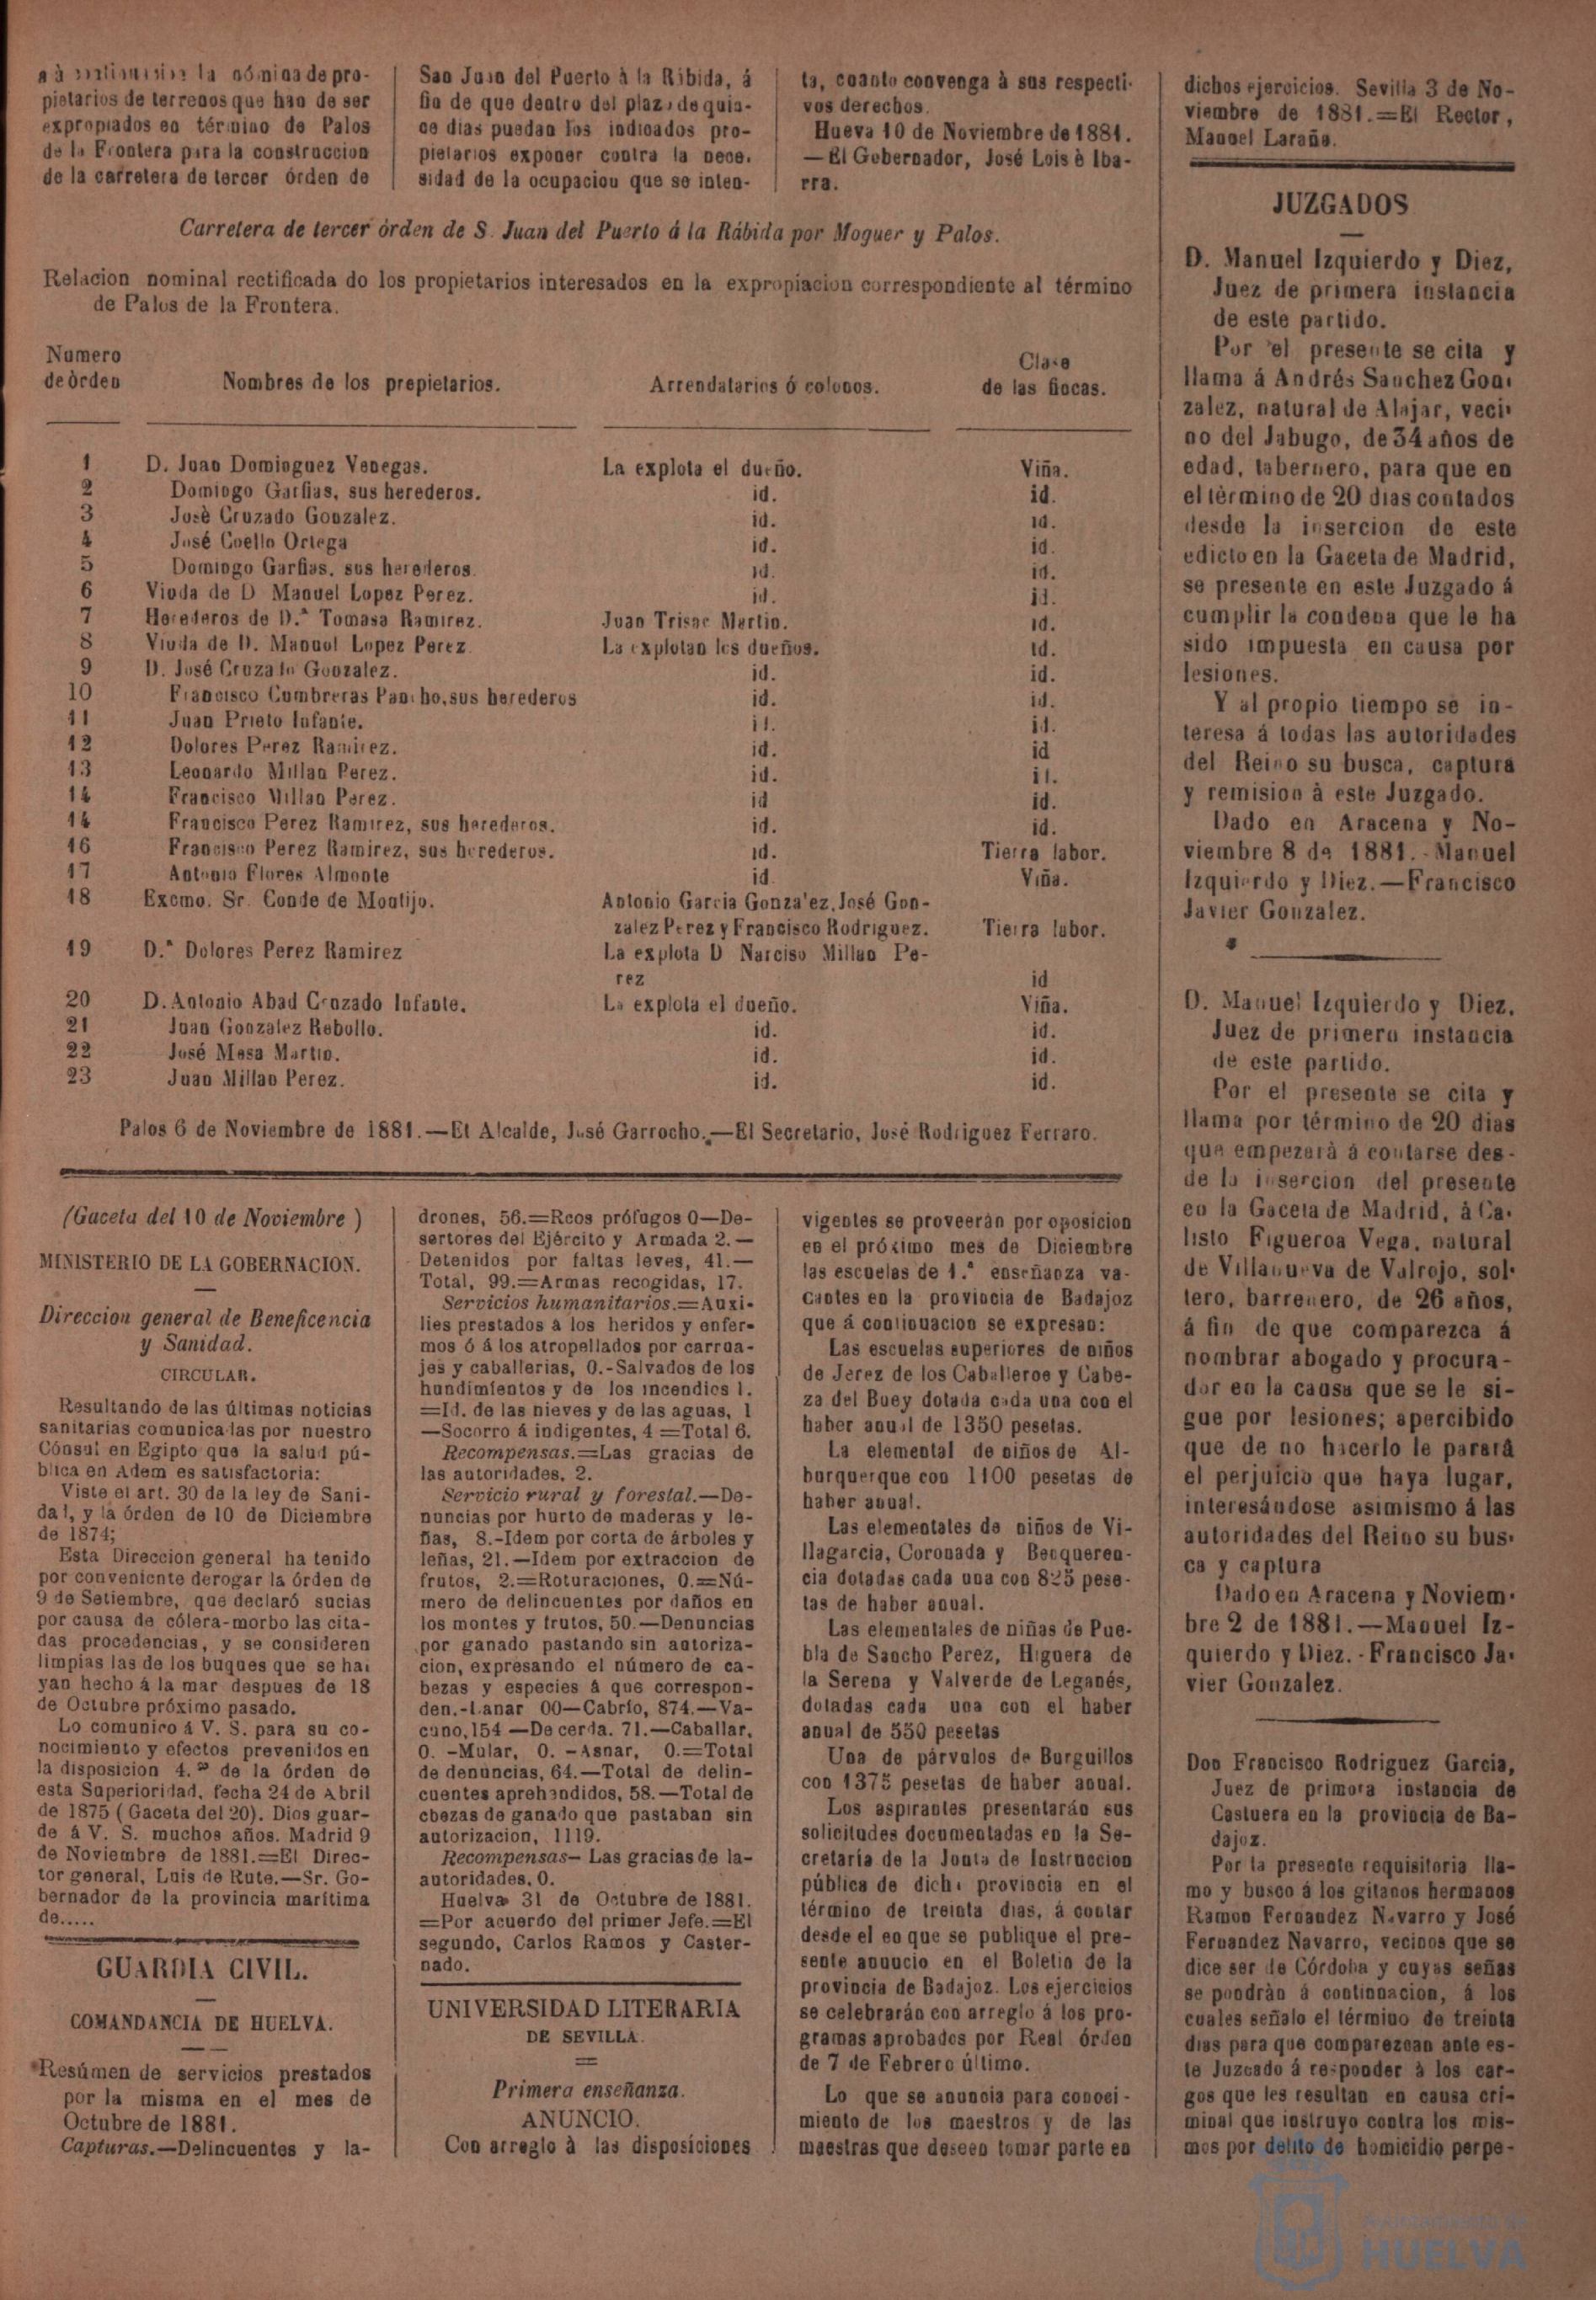 á continuacion la nómina de pro-
pietarios de terrenos que han de ser
expropiados en término de Palos
de la Frontera para la construccion
de la carretera de tercer órden de
San Juan del Puerto à la Rábida, á
fin de que dentro del plazo de quin-
ce dias puedan los indicados pro-
pietarios exponer contra la nece-
sidad de la ocupacion que se inten-
ta, cuanto convenga à sus respecti-
vos derechos.
Hueva 10 de Noviembre de 1881.
—El Gobernador, José Lois è Iba-
rra.
Carretera de tercer órden de S. Juan del Puerto á la Rábida por Moguer y Palos.
Relacion nominal rectificada do los propietarios interesados en la expropiacion correspondiente al término
de Palos de la Frontera.
Numero
de òrden
Nombres de los prepietarios.
Arrendatarios ó colonos.
Clase
de las fincas.
1 D. Juan Dominguez Venegas. La explota el dueño. Viña.
2 Domingo Garfias, sus herederos. id. id.
3 Josè Cruzado Gonzalez. id. id.
4 José Coello Ortega id. id.
5 Domingo Garfias, sus herederos. id. id.
6 Viuda de D Manuel Lopez Perez. id. id.
7 Herederos de D.ª Tomasa Ramirez. Juan Trisac Martin. id.
8 Viuda de D. Manuel Lopez Perez. La explotan los dueños. id.
9 D. José Cruzado Gonzalez. id. id.
10 Francisco Cumbreras Pancho, sus herederos id. id.
11 Juan Prieto Infante. id. id.
12 Dolores Perez Ramirez. id. id
13 Leonardo Millan Perez. id. id.
14 Francisco Millan Perez. id id.
14 Francisco Perez Ramirez, sus herederos. id. id.
16 Francisco Perez Ramirez, sus herederos. id. Tierra labor.
17 Antonio Flores Almonte id. Viña.
18 Excmo. Sr. Conde de Montijo. Antonio Garcia Gonzalez, José Gon-
zalez Perez y Francisco Rodriguez. Tierra labor.
19 D.ª Dolores Perez Ramirez La explota D Narciso Millan Pe-
rez id
20 D. Antonio Abad Cruzado Infante. La explota el dueño. Viña.
21 Juan Gonzalez Rebollo. id. id.
22 José Mesa Martin. id. id.
23 Juan Millan Perez. id. id.
Palos 6 de Noviembre de 1881.—El Alcalde, José Garrocho.—El Secretario, José Rodriguez Ferraro.
(Gaceta del 10 de Noviembre )
MINISTERIO DE LA GOBERNACION.
Direccion general de Beneficencia
y Sanidad.
CIRCULAR.
Resultando de las últimas noticias
sanitarias comunicadas por nuestro
Cónsul en Egipto que la salud pú-
blica en Adem es satisfactoria:
Viste el art. 30 de la ley de Sani-
dad, y la órden de 10 de Diciembre
de 1874;
Esta Direccion general ha tenido
por conveniente derogar la órden de
9 de Setiembre, que declaró sucias
por causa de cólera-morbo las cita-
das procedencias, y se consideren
limpias las de los buques que se hai
yan hecho á la mar despues de 18
de Octubre próximo pasado.
Lo comunico á V. S. para su co-
nocimiento y efectos prevenidos en
la disposicion 4.ª de la órden de
esta Superioridad, fecha 24 de Abril
de 1875 ( Gaceta del 20). Dios guar-
de á V. S. muchos años. Madrid 9
de Noviembre de 1881.=El Direc-
tor general, Luis de Rute.—Sr. Go-
bernador de la provincia marítima
de.....
GUARDIA CIVIL.
COMANDANCIA DE HUELVA.
Resúmen de servicios prestados
por la misma en el mes de
Octubre de 1881.
Capturas.—Delincuentes y la-
drones, 56.=Reos prófugos 0—De-
sertores del Ejército y Armada 2.—
Detenidos por faltas leves, 41.—
Total, 99.=Armas recogidas, 17.
Servicios humanitarios.=Auxi-
lies prestados á los heridos y enfer-
mos ó á los atropellados por carrua-
jes y caballerias, 0.-Salvados de los
hundimientos y de los incendics 1.
=Id. de las nieves y de las aguas, 1
—Socorro á indigentes, 4 =Total 6.
Recompensas.=Las gracias de
las autoridades, 2.
Servicio rural y forestal.—De-
nuncias por hurto de maderas y le-
ñas, 8.-Idem por corta de árboles y
leñas, 21.—Idem por extraccion de
frutos, 2.=Roturaciones, 0.=Nú-
mero de delincuentes por daños en
los montes y frutos, 50.—Denuncias
por ganado pastando sin autoriza-
cion, expresando el número de ca-
bezas y especies á que correspon-
den.-Lanar 00—Cabrío, 874.—Va-
cuno, 154 —De cerda. 71.—Caballar,
0. -Mular, 0. -Asnar, 0.=Total
de denuncias, 64.—Total de delin-
cuentes aprehendidos, 58.—Total de
cbezas de ganado que pastaban sin
autorizacion, 1119.
Recompensas- Las gracias de la-
autoridades, 0.
Huelva 31 de Octubre de 1881.
=Por acuerdo del primer Jefe.=El
segundo, Carlos Ramos y Caster-
nado.
UNIVERSIDAD LITERARIA
DE SEVILLA.
Primera enseñanza.
ANUNCIO.
Con arreglo à las disposiciones
vigentes se proveerán por oposicion
en el próximo mes de Diciembre
las escuelas de 1.ª enseñanza va-
cantes en la provincia de Badajoz
que á continuacion se expresan:
Las escuelas superiores de niños
de Jerez de los Caballeros y Cabe-
za del Buey dotada cada una con el
haber anual de 1350 pesetas.
La elemental de niños de Al-
burquerque con 1100 pesetas de
haber anual.
Las elementales de niños de Vi-
llagarcia, Coronada y Becqueren-
cia dotadas cada una con 825 pese-
tas de haber anual.
Las elementales de niñas de Pue-
bla de Sancho Perez, Higuera de
la Serena y Valverde de Leganés,
dotadas cada una con el haber
anual de 550 pesetas
Una de párvulos de Burguillos
con 1375 pesetas de haber anual.
Los aspirantes presentarán sus
solicitudes documentadas en la Se-
cretaría de la Junta de Instruccion
pública de dicha provincia en el
término de treinta dias, á contar
desde el en que se publique el pre-
sente anuncio en el Boletin de la
provincia de Badajoz. Los ejercicios
se celebrarán con arreglo á los pro-
gramas aprobados por Real órden
de 7 de Febrero último.
Lo que se anuncia para conoci-
miento de los maestros y de las
maestras que deseen tomar parte en
dichos ejercicios. Sevilla 3 de No-
viembre de 1881.=El Rector,
Manuel Laraña.
JUZGADOS
D. Manuel Izquierdo y Diez,
Juez de primera instancia
de este partido.
Por el presente se cita y
llama á Andrés Sanchez Gon-
zalez, natural de Alajar, veci-
no del Jabugo, de 34 años de
edad, tabernero, para que en
el término de 20 dias contados
desde la insercion de este
edicto en la Gaceta de Madrid,
se presente en este Juzgado á
cumplir la condena que le ha
sido impuesta en causa por
lesiones.
Y al propio tiempo se in-
teresa á todas las autoridades
del Reino su busca, captura
y remision à este Juzgado.
Dado en Aracena y No-
viembre 8 de 1881.-Manuel
Izquierdo y Diez.—Francisco
Javier Gonzalez.
D. Manuel Izquierdo y Diez,
Juez de primera instancia
de este partido.
Por el presente se cita y
llama por término de 20 dias
que empezerà á contarse des-
de la insercion del presente
en la Gaceta de Madrid, à Ca-
listo Figueroa Vega, natural
de Villanueva de Valrojo, sol-
tero, barrenero, de 26 años,
á fin de que comparezca á
nombrar abogado y procura-
dor en la causa que se le si-
gue por lesiones; apercibido
que de no hacerlo le parará
el perjuicio que haya lugar,
interesándose asimismo á las
autoridades del Reino su bus-
ca y captura
Dado en Aracena y Noviem-
bre 2 de 1881.—Manuel Iz-
quierdo y Diez.-Francisco Ja-
vier Gonzalez.
Don Francisco Rodriguez Garcia,
Juez de primera instancia de
Castuera en la provincia de Ba-
dajoz.
Por la presente requisitoria lla-
mo y busco á los gitanos hermanos
Ramon Fernandez Navarro y José
Fernandez Navarro, vecinos que se
dice ser de Córdoba y cuyas señas
se pondràn á continnacion, á los
cuales señalo el término de treinta
dias para que comparezcan ante es-
te Juzcado á responder à los car-
gos que les resultan en causa cri-
minal que instruyo contra los mis-
mos por delito de homicidio perpe-
HUELVA